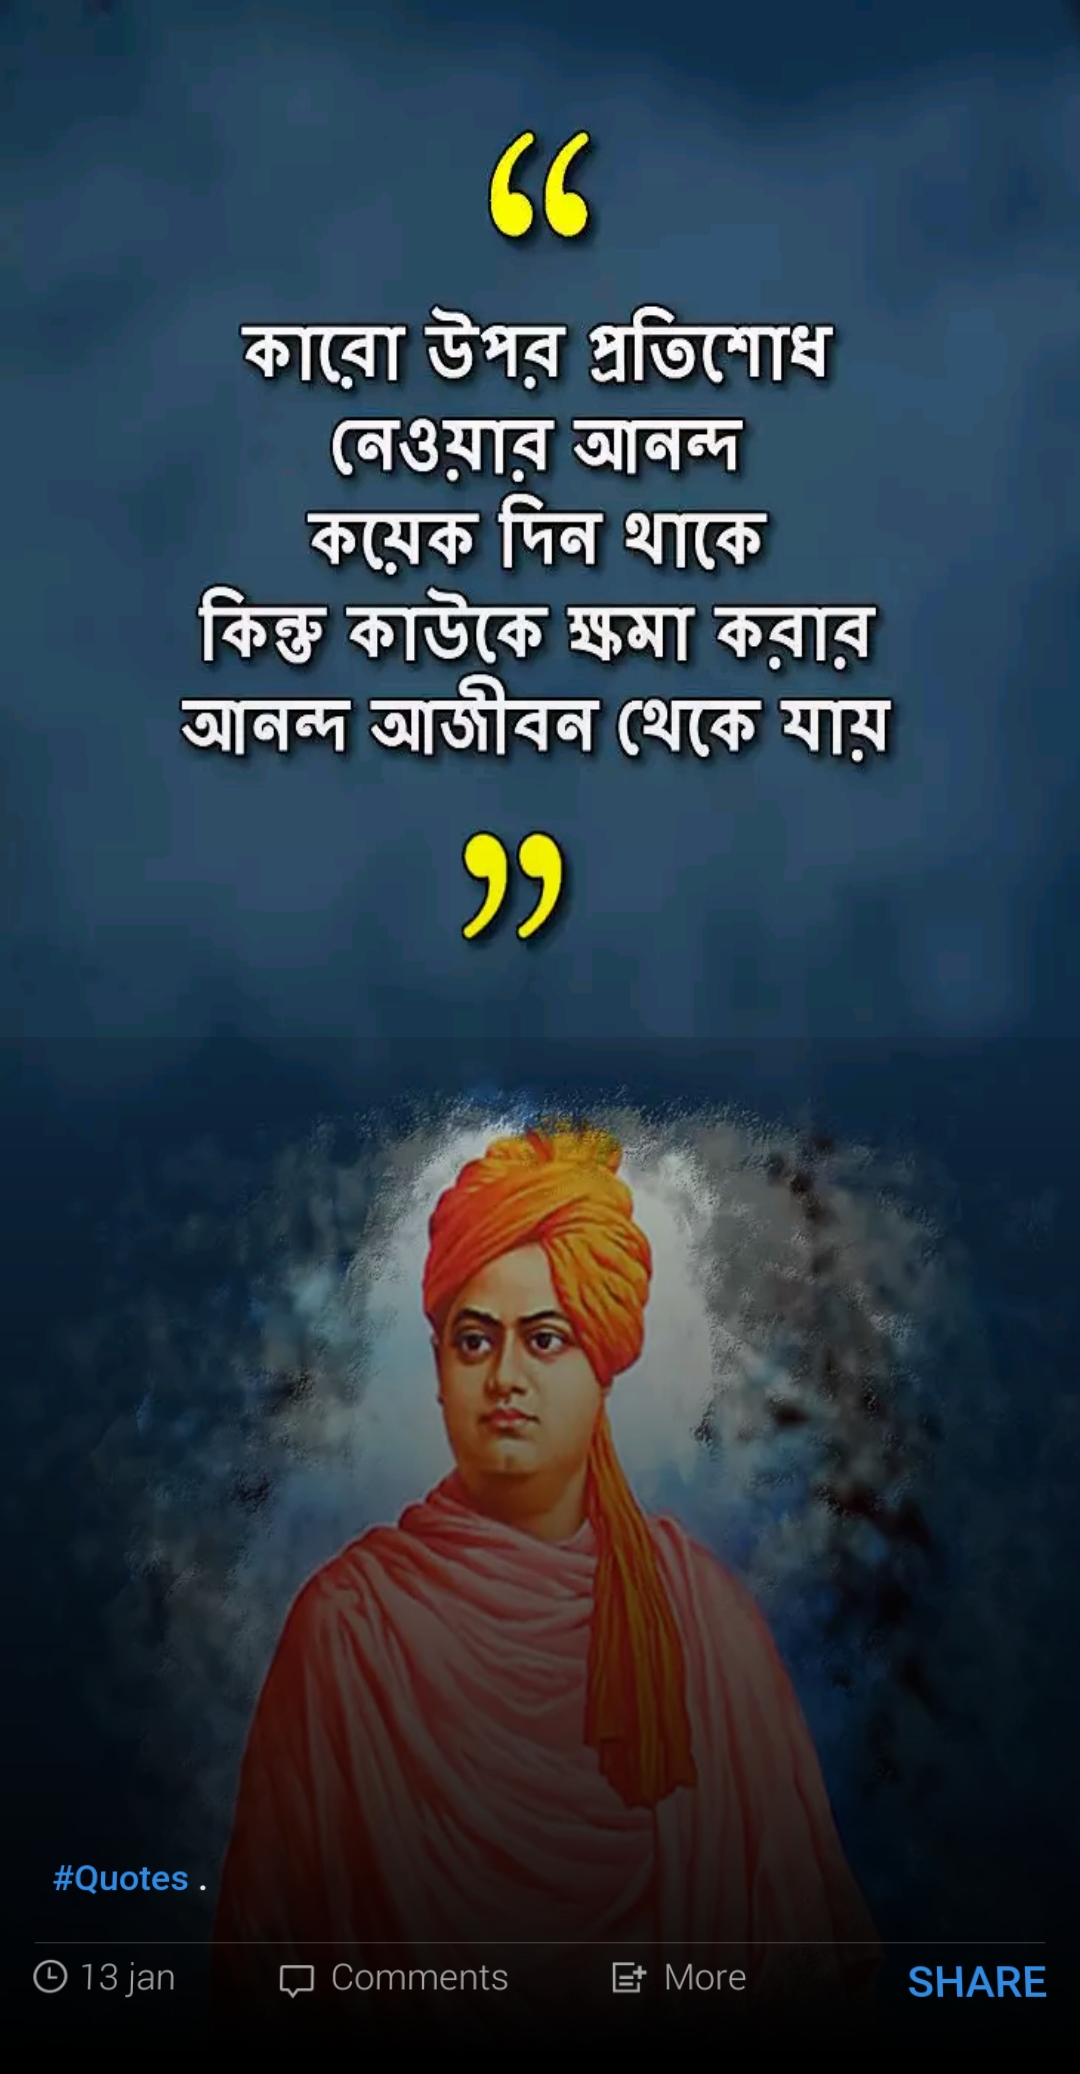 “
কারো উপর প্রতিশোধ
নেওয়ার আনন্দ
কয়েক দিন থাকে
কিন্তু কাউকে ক্ষমা করার
আনন্দ আজীবন থেকে যায়
”
#Quotes .
13 jan Comments More SHARE